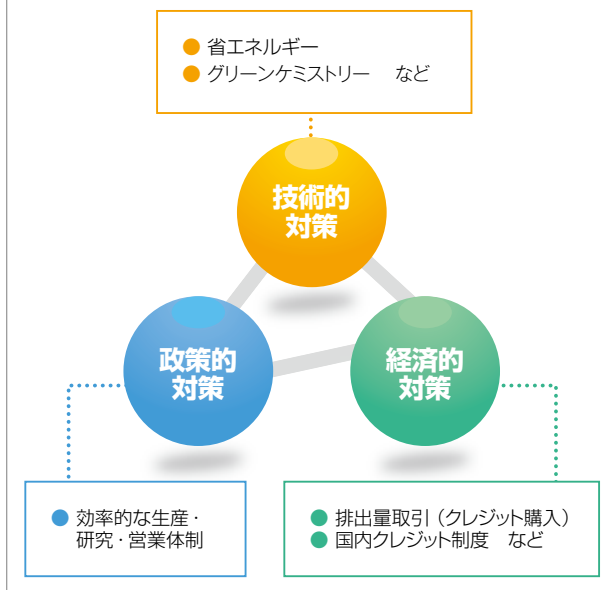 ● 省エネルギー
● グリーンケミストリー　など
技術的
対策
政策的
対策
経済的
対策
● 効率的な生産・
研究・営業体制
● 排出量取引（クレジット購入）
● 国内クレジット制度　など